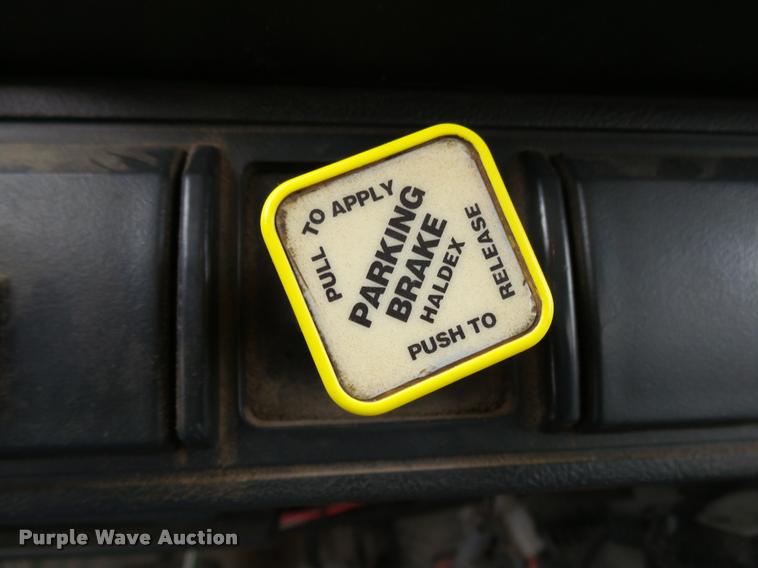 PULL TO APPLY
PARKING
BRAKE
HALDEX
PUSH TO RELEASE
Purple Wave Auction